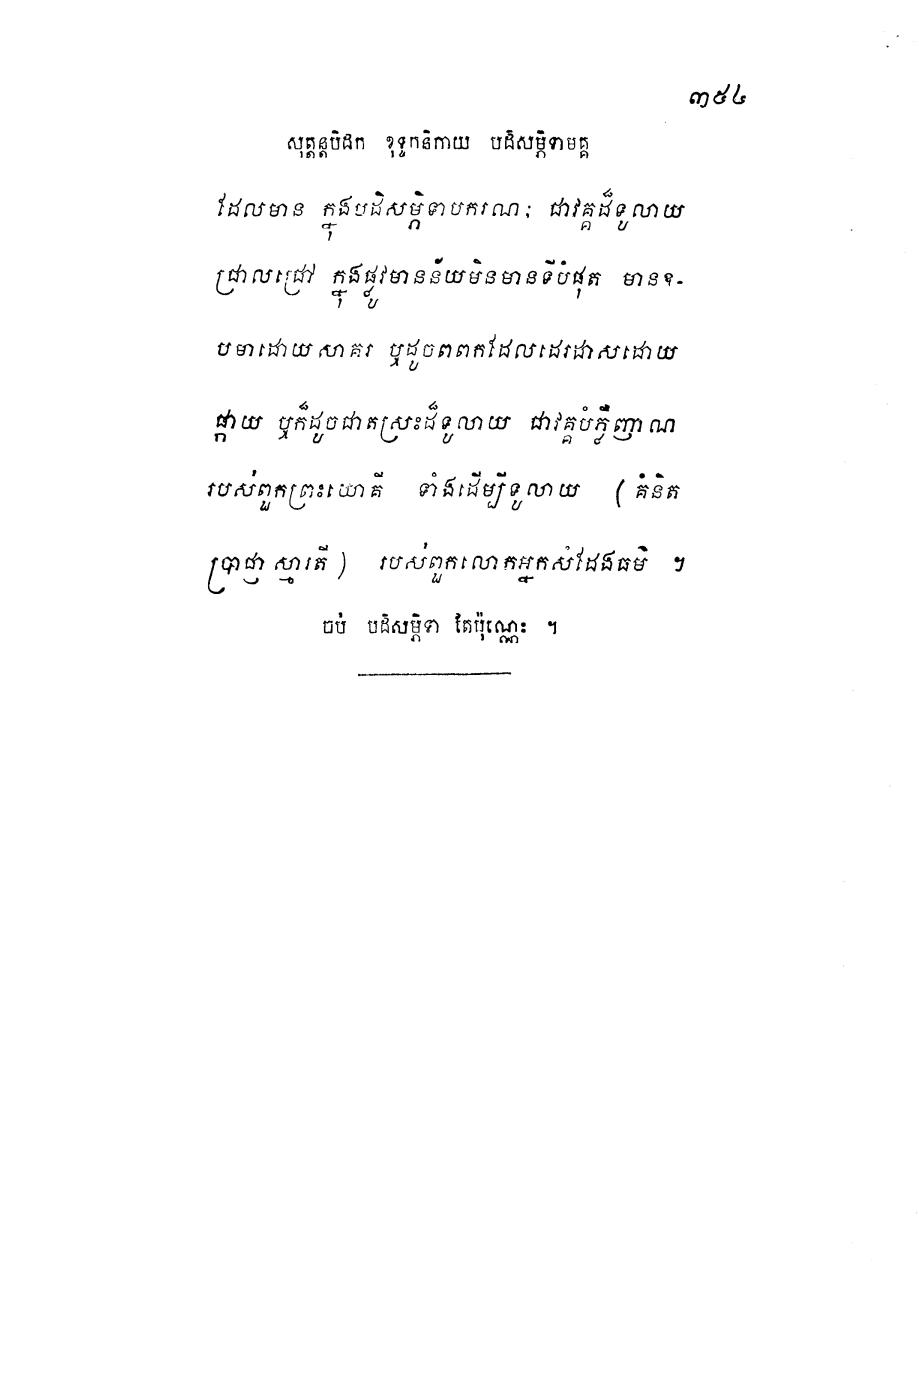 ៣៥៤
សុត្តន្តបិដក ខុទ្ទកនិកាយ បដិសម្ភិទាមគ្គ
ដែលមាន ក្នុងបដិសម្ភិទាបករណ; ជាវគ្គដ៏ទូលាយ
ជ្រាលជ្រៅ ក្នុងផ្លូវមានន័យមិនមានទីបំផុត មានឧ-
បមាដោយសាគរ ឬដូចពពកដែលដេរដាសដោយ
ផ្កាយ ឬក៏ដូចជាតស្រះដ៏ទូលាយ ជាវគ្គបំភ្លឺញាណ
របស់ពួកព្រះយោគី ទាំងដើម្បីទូលាយ (គំនិត
ប្រាជ្ញា ស្មារតី) របស់ពួកលោកអ្នកសំដែងធម៌ ។
ចប់ បដិសម្ភិទា តែប៉ុណ្ណេះ ។